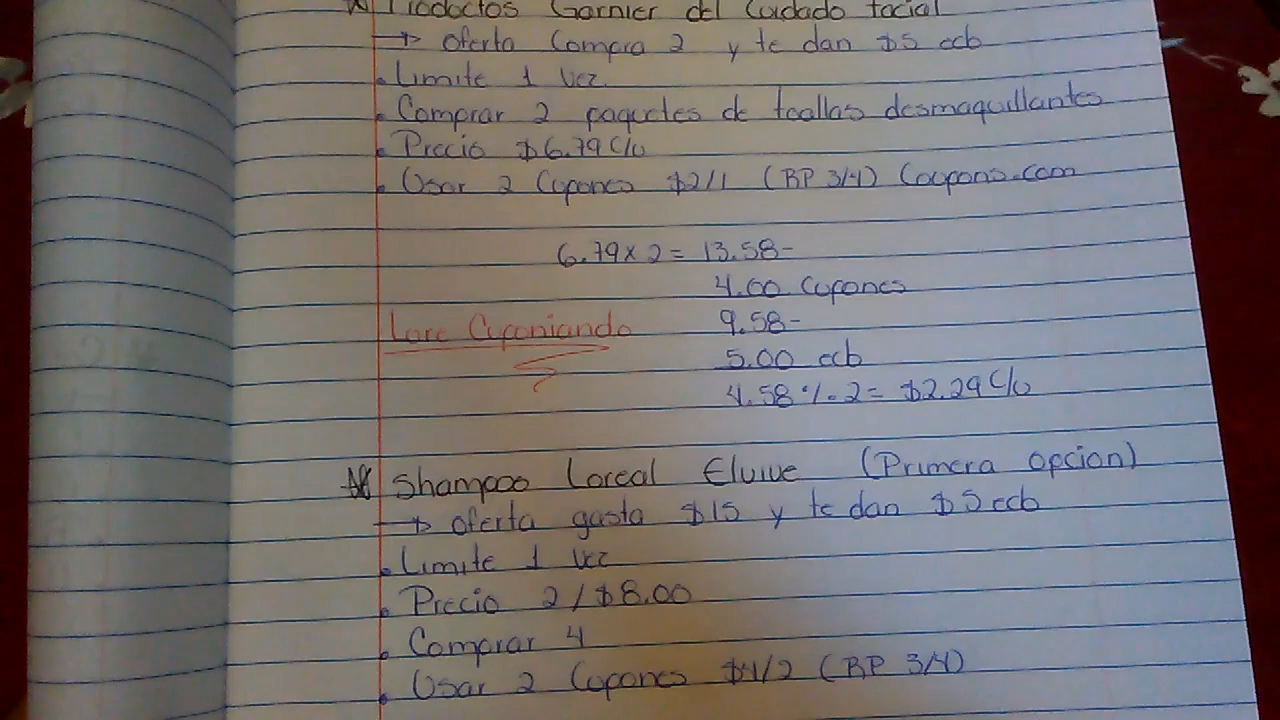 Productos Garnier del Cuidado facial
→ oferta Compra 2 y te dan $5 ecb
• Limite 1 vez
• Comprar 2 paquetes de toallas desmaquillantes
• Precio $6.79 c/u
• Usar 2 Cupones $2/1 (RP 3/4) Coupons.com
6.79 x 2 = 13.58-
4.00 Cupones
Lore Cuponiando 9.58-
5.00 ecb
4.58 ٪ 2 = $2.29 c/u
Shampoo Loreal Elvive (Primera opcion)
→ oferta gasta $15 y te dan $5 ecb
• Limite 1 vez
• Precio 2/$8.00
• Comprar 4
• Usar 2 Cupones $4/2 (RP 3/4)